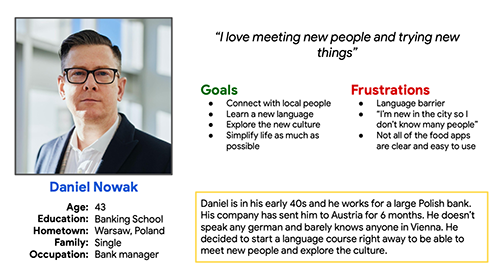 “I love meeting new people and trying new
things”
Goals
● Connect with local people
● Learn a new language
● Explore the new culture
● Simplify life as much as
possible
Frustrations
● Language barrier
● “I’m new in the city so I
don’t know many people”
● Not all of the food apps
are clear and easy to use
Daniel Nowak
Age: 43
Education: Banking School
Hometown: Warsaw, Poland
Family: Single
Occupation: Bank manager
Daniel is in his early 40s and he works for a large Polish bank.
His company has sent him to Austria for 6 months. He doesn’t
speak any german and barely knows anyone in Vienna. He
decided to start a language course right away to be able to
meet new people and explore the culture.